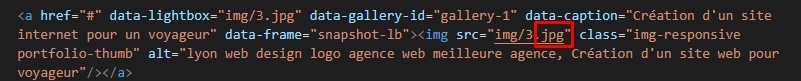 <a href="#" data-lightbox="img/3.jpg" data-gallery-id="gallery-1" data-caption="Création d'un site
internet pour un voyageur" data-frame="snapshot-lb"><img src="img/3.jpg" class="img-responsive
portfolio-thumb" alt="lyon web design logo agence web meilleure agence, Création d'un site web pour
voyageur"/></a>